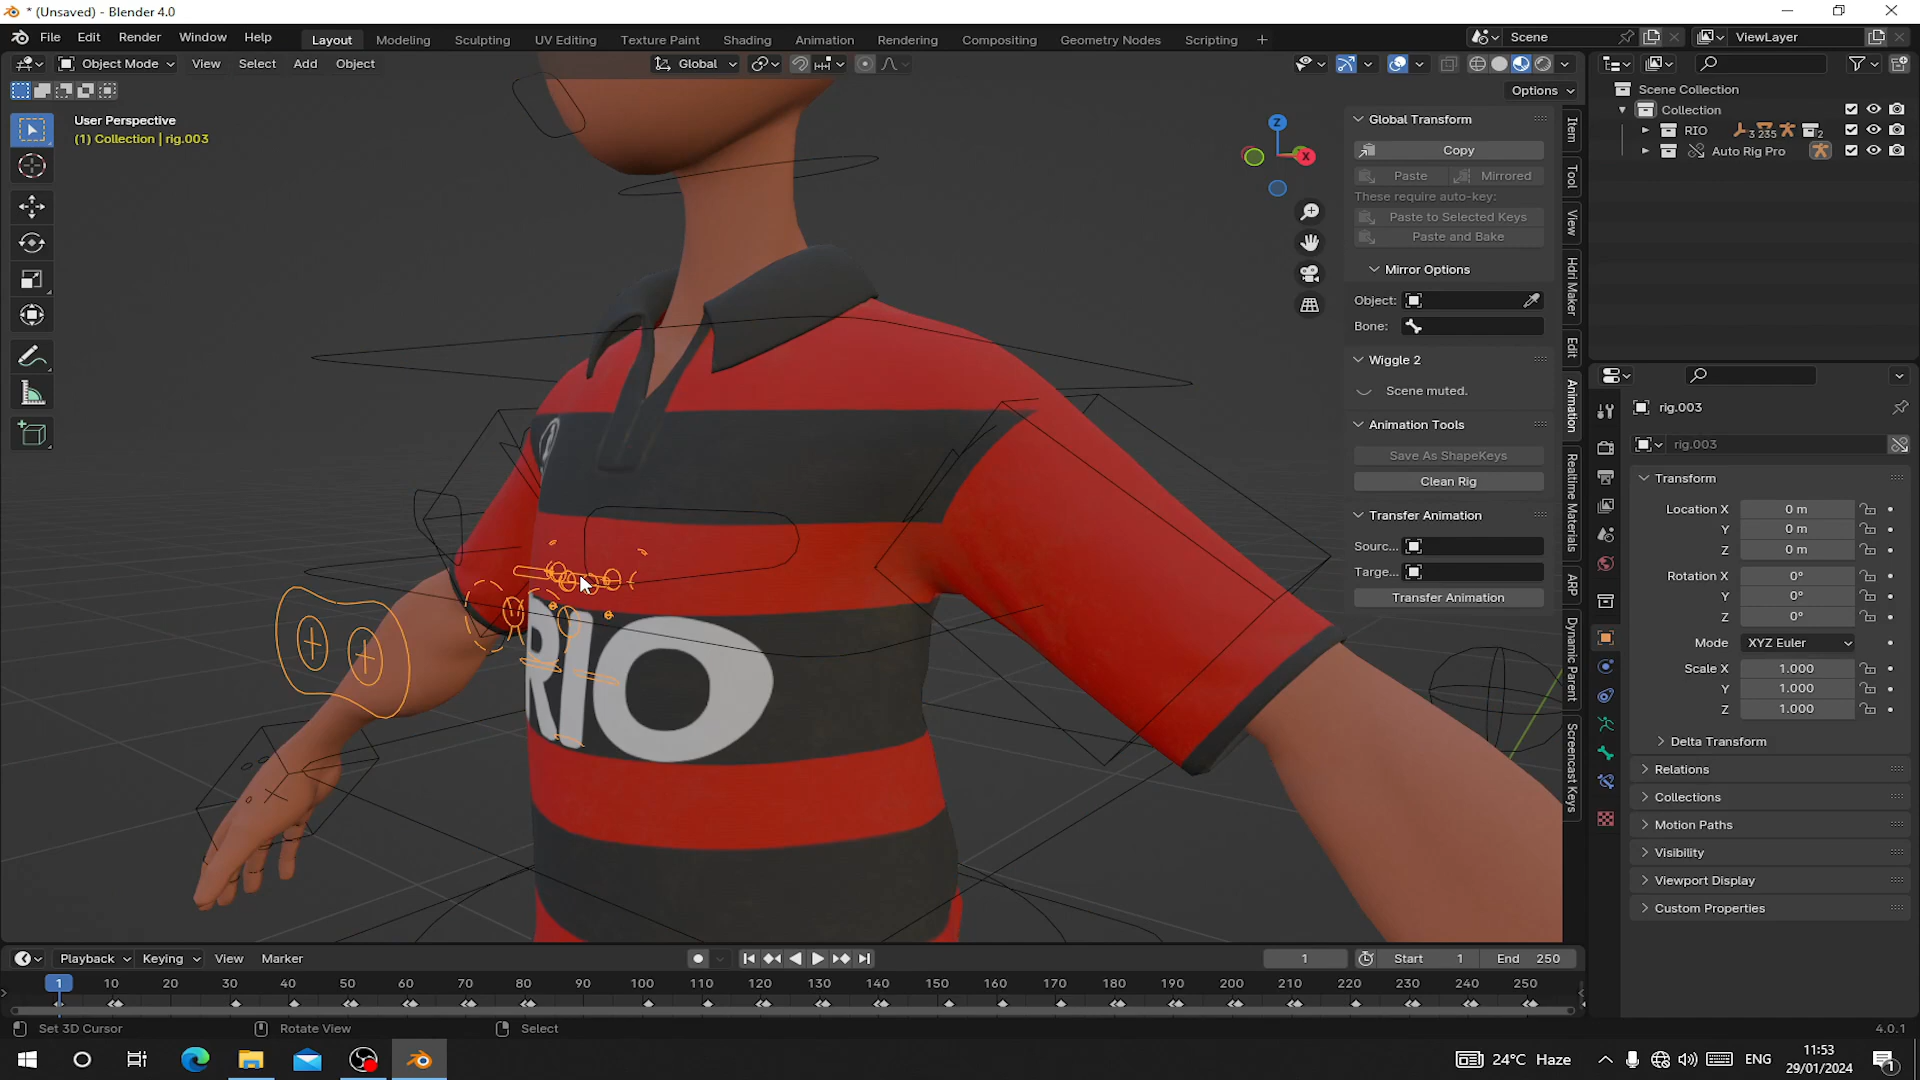 * (Unsaved) - Blender 4.0
File Edit Render Window Help
Layout Modeling Sculpting UV Editing Texture Paint Shading Animation Rendering Compositing Geometry Nodes Scripting +
Scene ViewLayer
Object Mode View Select Add Object Global
Options
User Perspective
(1) Collection | rig.003
Z
X
RIO
Global Transform
Copy
Paste Mirrored
These require auto-key:
Paste to Selected Keys
Paste and Bake
Mirror Options
Object:
Bone:
Wiggle 2
Scene muted.
Animation Tools
Save As ShapeKeys
Clean Rig
Transfer Animation
Sourc...
Targe...
Transfer Animation
Item
Tool
View
Hdri Maker
Edit
Animation
Realtime Materials
ARP
Dynamic Parent
Screencast Keys
Scene Collection
Collection
RIO 3 235 2
Auto Rig Pro
rig.003
rig.003
Transform
Location X 0 m
Y 0 m
Z 0 m
Rotation X 0°
Y 0°
Z 0°
Mode XYZ Euler
Scale X 1.000
Y 1.000
Z 1.000
Delta Transform
Relations
Collections
Motion Paths
Visibility
Viewport Display
Custom Properties
Playback Keying View Marker 1 Start 1 End 250
1 10 20 30 40 50 60 70 80 90 100 110 120 130 140 150 160 170 180 190 200 210 220 230 240 250
Set 3D Cursor Rotate View Select 4.0.1
24°C Haze ENG 11:53
29/01/2024
1